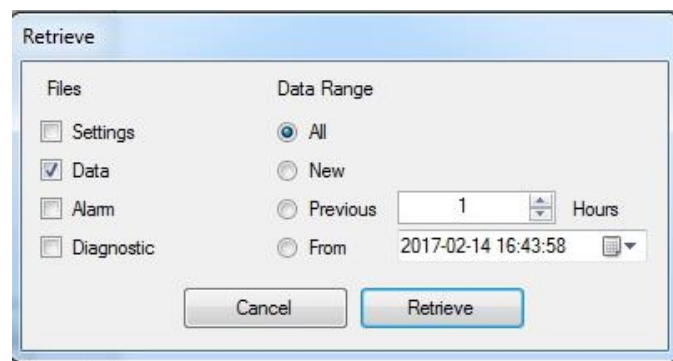 Retrieve
Files Data Range
Settings All
Data New
Alarm Previous 1 Hours
Diagnostic From 2017-02-14 16:43:58
Cancel Retrieve